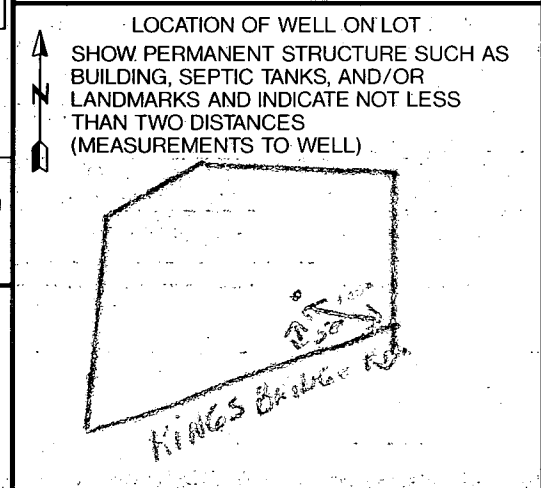 LOCATION OF WELL ON LOT
SHOW PERMANENT STRUCTURE SUCH AS
BUILDING, SEPTIC TANKS, AND/OR
N LANDMARKS AND INDICATE NOT LESS
THAN TWO DISTANCES
(MEASUREMENTS TO WELL)
KINGS BRIDGE